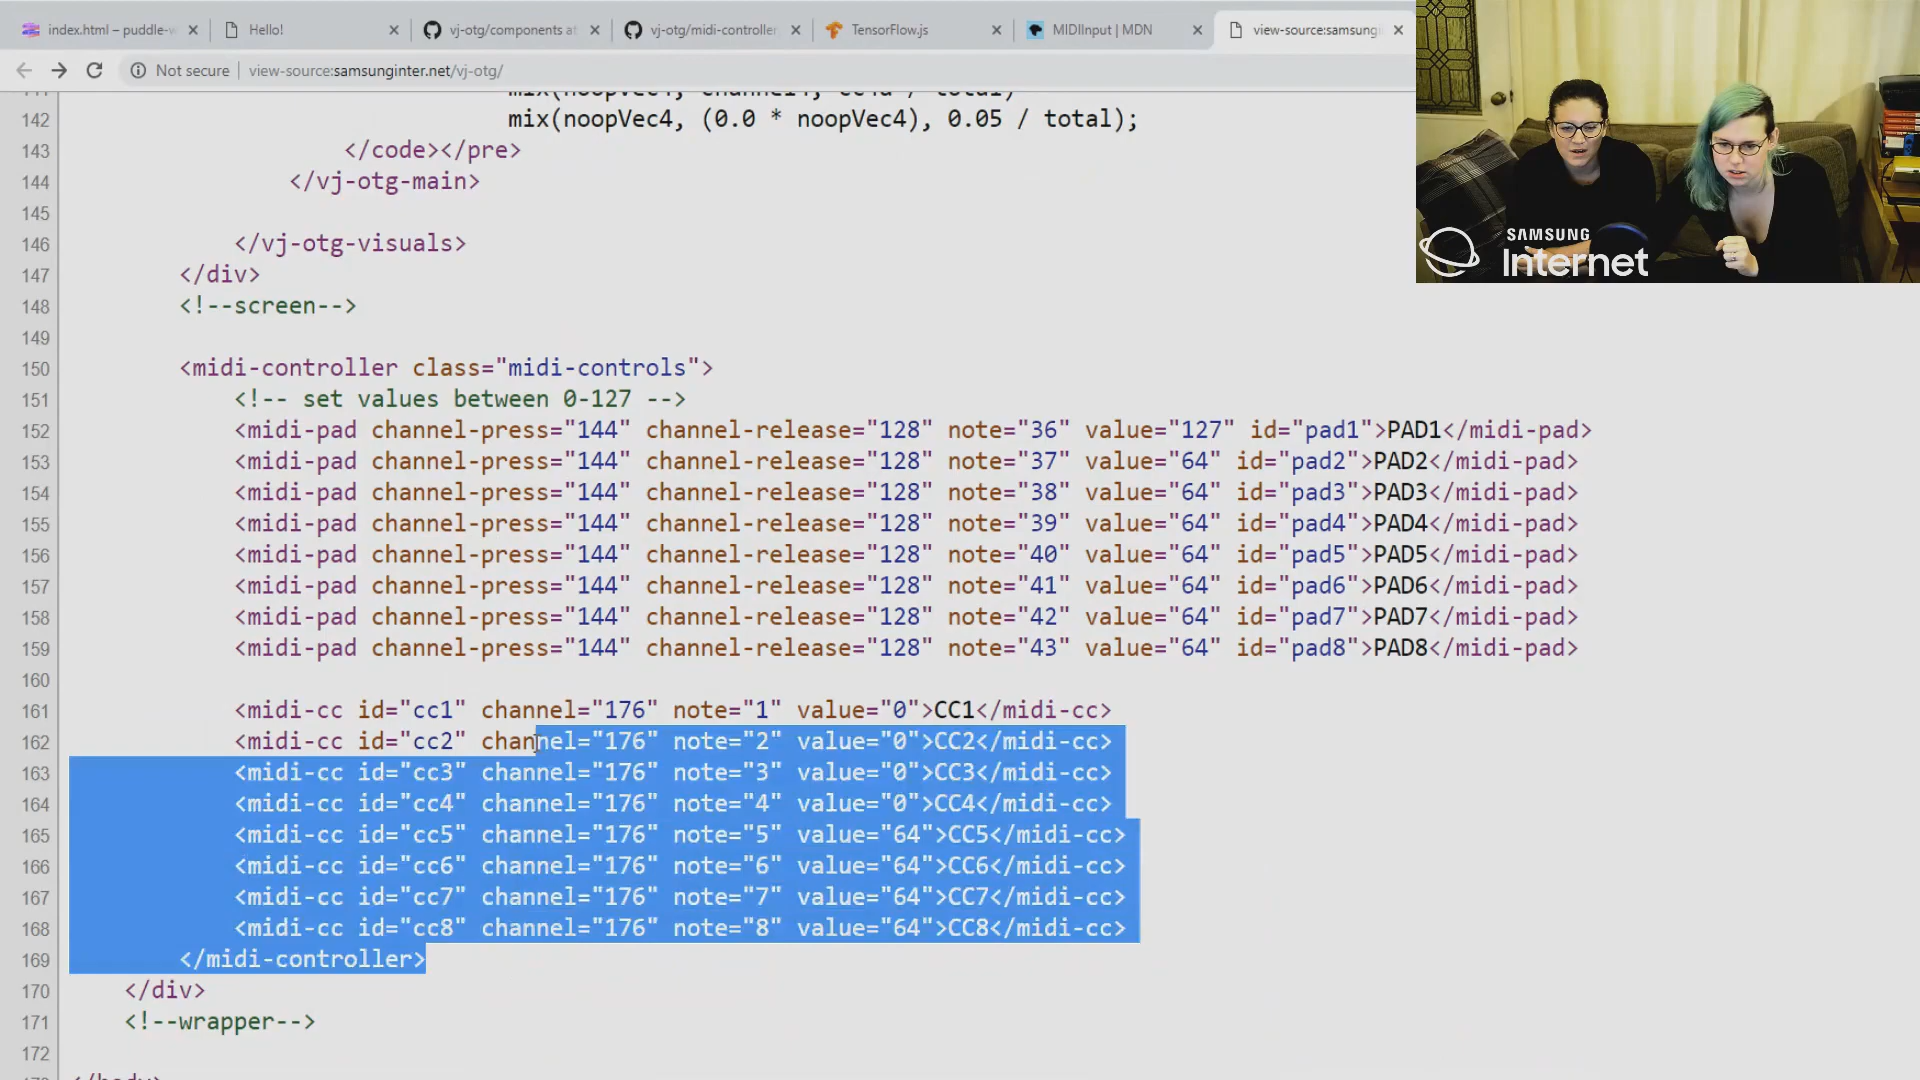 index.html – puddle-w
Hello!
vj-otg/components at
vj-otg/midi-controller
TensorFlow.js
MIDIInput | MDN
view-source:samsungi
Not secure
view-source:samsunginter.net/vj-otg/
142 mix(noopVec4, (0.0 * noopVec4), 0.05 / total);
143 </code></pre>
144 </vj-otg-main>
145
146 </vj-otg-visuals>
147 </div>
148 <!--screen-->
149
150 <midi-controller class="midi-controls">
151 <!-- set values between 0-127 -->
152 <midi-pad channel-press="144" channel-release="128" note="36" value="127" id="pad1">PAD1</midi-pad>
153 <midi-pad channel-press="144" channel-release="128" note="37" value="64" id="pad2">PAD2</midi-pad>
154 <midi-pad channel-press="144" channel-release="128" note="38" value="64" id="pad3">PAD3</midi-pad>
155 <midi-pad channel-press="144" channel-release="128" note="39" value="64" id="pad4">PAD4</midi-pad>
156 <midi-pad channel-press="144" channel-release="128" note="40" value="64" id="pad5">PAD5</midi-pad>
157 <midi-pad channel-press="144" channel-release="128" note="41" value="64" id="pad6">PAD6</midi-pad>
158 <midi-pad channel-press="144" channel-release="128" note="42" value="64" id="pad7">PAD7</midi-pad>
159 <midi-pad channel-press="144" channel-release="128" note="43" value="64" id="pad8">PAD8</midi-pad>
160
161 <midi-cc id="cc1" channel="176" note="1" value="0">CC1</midi-cc>
162 <midi-cc id="cc2" channel="176" note="2" value="0">CC2</midi-cc>
163 <midi-cc id="cc3" channel="176" note="3" value="0">CC3</midi-cc>
164 <midi-cc id="cc4" channel="176" note="4" value="0">CC4</midi-cc>
165 <midi-cc id="cc5" channel="176" note="5" value="64">CC5</midi-cc>
166 <midi-cc id="cc6" channel="176" note="6" value="64">CC6</midi-cc>
167 <midi-cc id="cc7" channel="176" note="7" value="64">CC7</midi-cc>
168 <midi-cc id="cc8" channel="176" note="8" value="64">CC8</midi-cc>
169 </midi-controller>
170 </div>
171 <!--wrapper-->
172
SAMSUNG
Internet